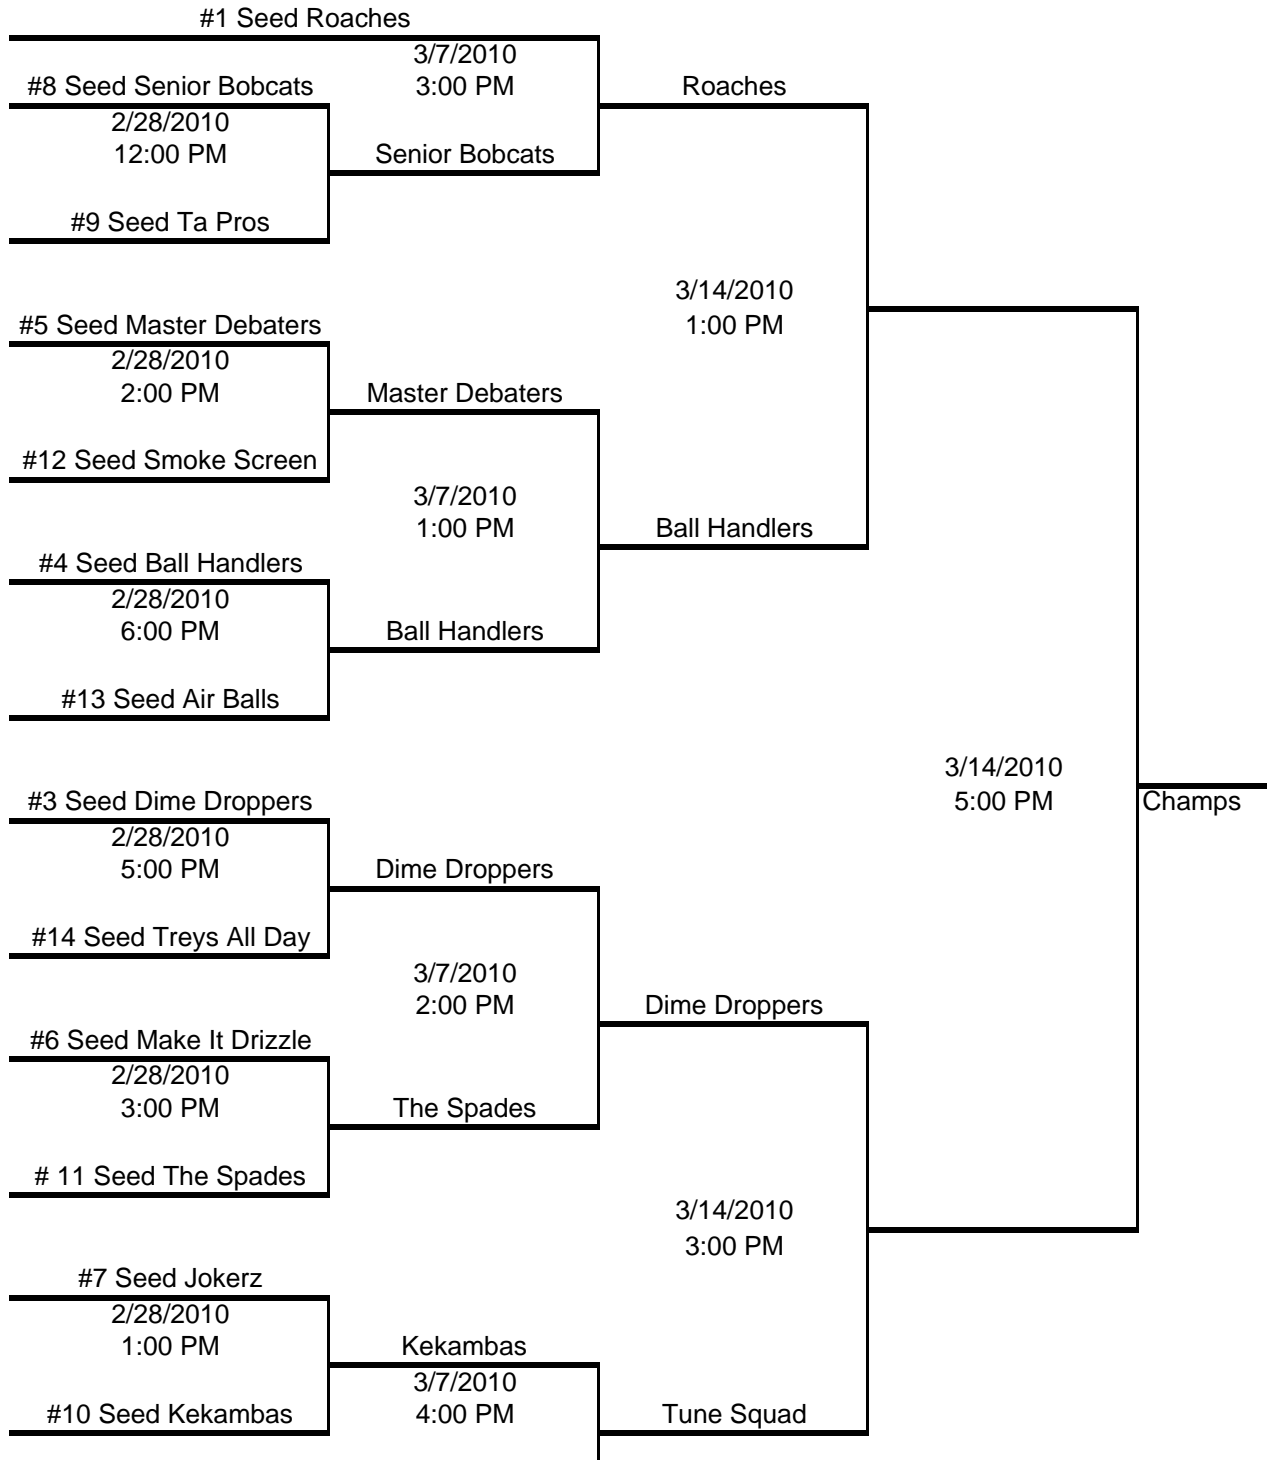 #1 Seed Roaches
3/7/2010
#8 Seed Senior Bobcats
3:00 PM
Roaches
2/28/2010
12:00 PM
Senior Bobcats
#9 Seed Ta Pros
3/14/2010
#5 Seed Master Debaters
1:00 PM
2/28/2010
2:00 PM
Master Debaters
#12 Seed Smoke Screen
3/7/2010
1:00 PM
Ball Handlers
#4 Seed Ball Handlers
2/28/2010
6:00 PM
Ball Handlers
#13 Seed Air Balls
3/14/2010
#3 Seed Dime Droppers
5:00 PM
Champs
2/28/2010
5:00 PM
Dime Droppers
#14 Seed Treys All Day
3/7/2010
2:00 PM
Dime Droppers
#6 Seed Make It Drizzle
2/28/2010
3:00 PM
The Spades
# 11 Seed The Spades
3/14/2010
3:00 PM
#7 Seed Jokerz
2/28/2010
1:00 PM
Kekambas
3/7/2010
#10 Seed Kekambas
4:00 PM
Tune Squad